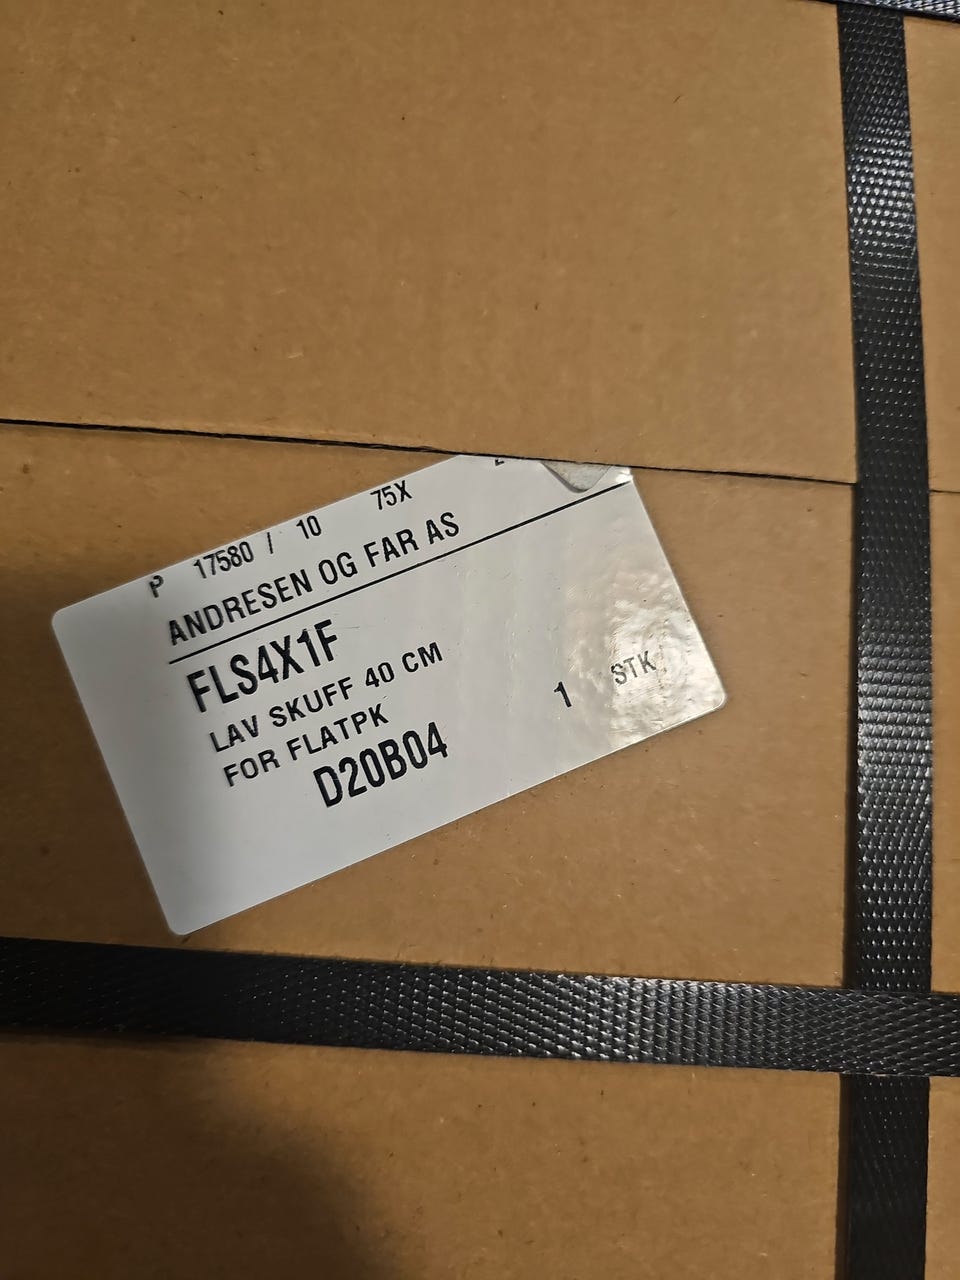 P 17580 / 10 75X
ANDRESEN OG FAR AS
FLS4X1F
LAV SKUFF 40 CM
FOR FLATPK
1 STK
D20B04